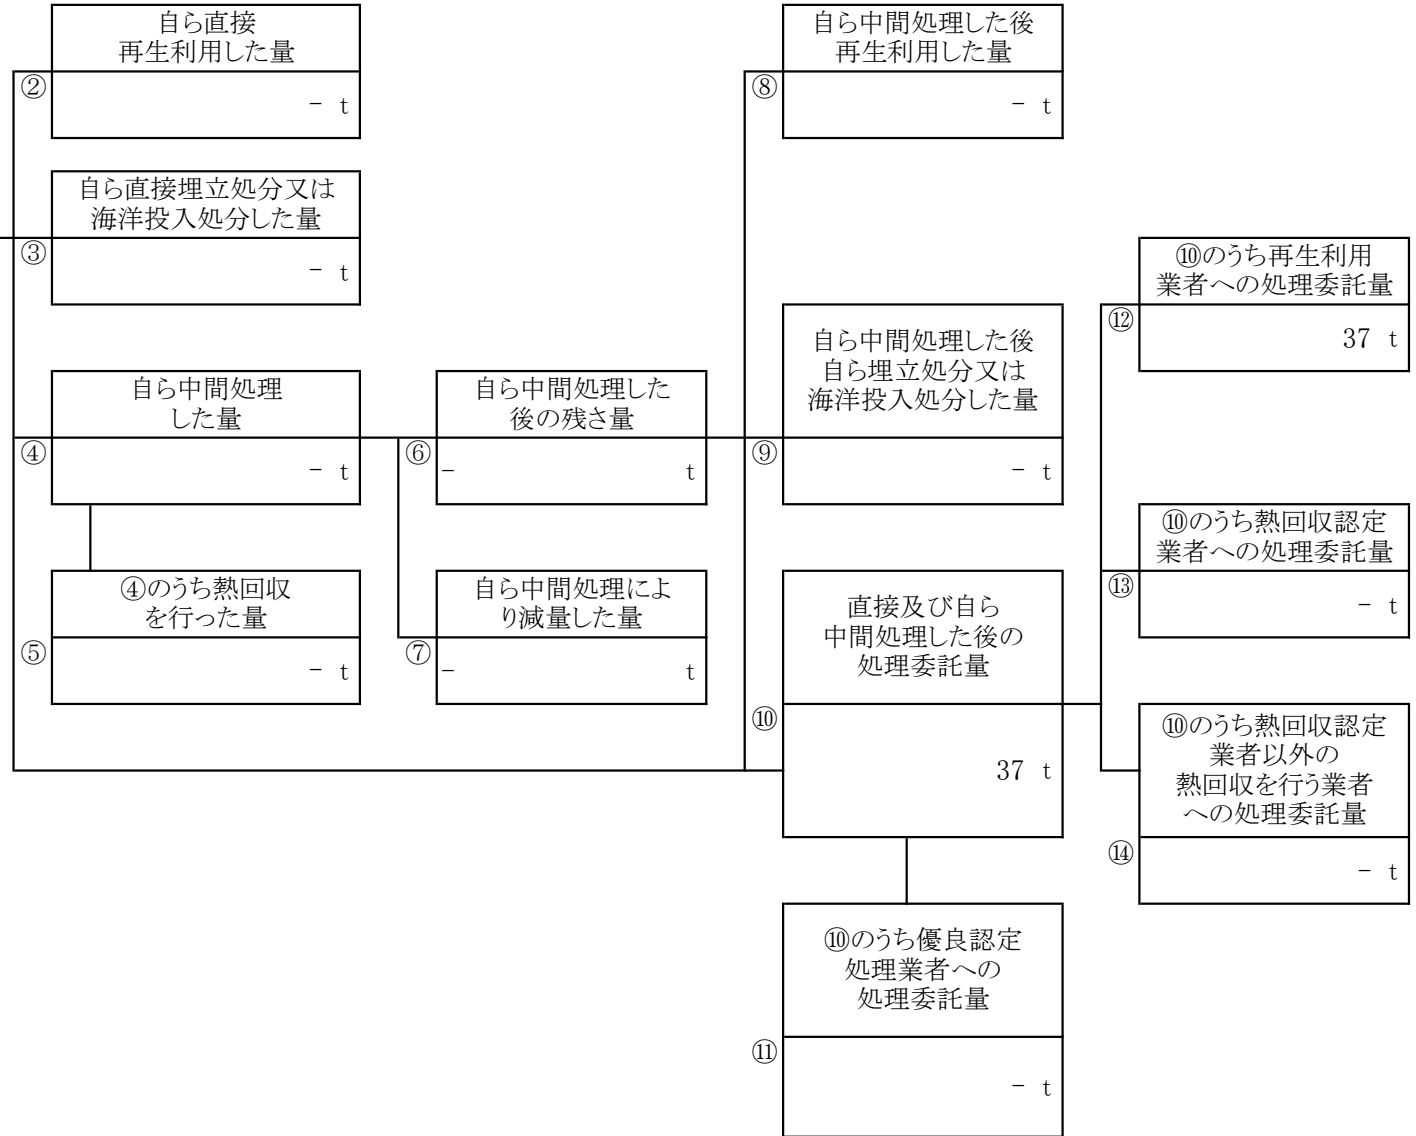 自ら直接
再生利用した量
②
－ t
自ら直接埋立処分又は
海洋投入処分した量
③
－ t
自ら中間処理
した量
④
－ t
④のうち熱回収
を行った量
⑤
－ t
自ら中間処理した
後の残さ量
⑥
－ t
自ら中間処理によ
り減量した量
⑦
－ t
自ら中間処理した後
再生利用した量
⑧
－ t
自ら中間処理した後
自ら埋立処分又は
海洋投入処分した量
⑨
－ t
直接及び自ら
中間処理した後の
処理委託量
⑩
37 t
⑩のうち優良認定
処理業者への
処理委託量
⑪
－ t
⑩のうち再生利用
業者への処理委託量
⑫
37 t
⑩のうち熱回収認定
業者への処理委託量
⑬
－ t
⑩のうち熱回収認定
業者以外の
熱回収を行う業者
への処理委託量
⑭
－ t